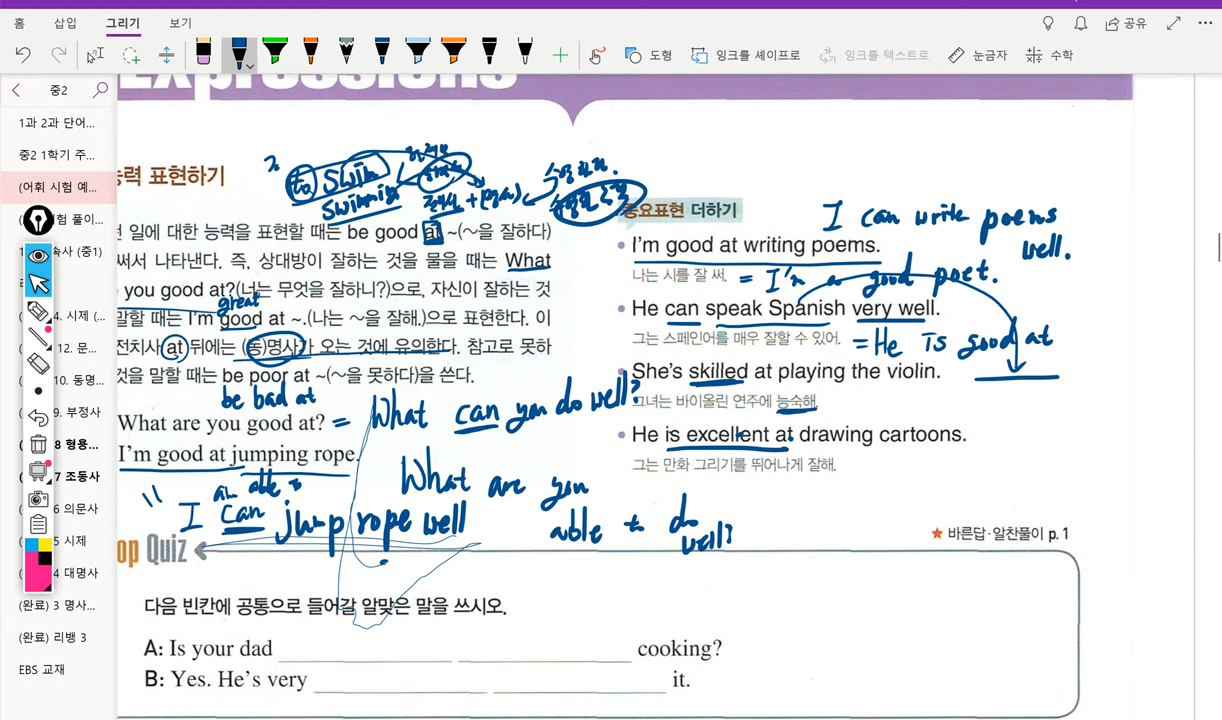 홈 삽입 그리기 보기
공유
도형 잉크를 셰이프로 잉크를 텍스트로 눈금자 수학
Expressions
중2
1과 2과 단어...
중2 1학기 주...
(어휘 시험 예...
험 풀이...
속사 (중1)
4. 시제 (
12. 문...
10. 동명...
9. 부정사
8 형용...
7 조동사
6 의문사
5 시제
4 대명사
(완료) 3 명사...
(완료) 리뱅 3
EBS 교재
능력 표현하기
to swim
swimming
일에 대한 능력을 표현할 때는 be good at ~(~을 잘하다)
써서 나타낸다. 즉, 상대방이 잘하는 것을 물을 때는 What
you good at?(너는 무엇을 잘하니?)으로, 자신이 잘하는 것
great
말할 때는 I'm good at ~.(나는 ~을 잘해.)으로 표현한다. 이
전치사 at 뒤에는 (동)명사가 오는 것에 유의한다. 참고로 못하
것을 말할 때는 be poor at ~(~을 못하다)을 쓴다.
be bad at
What are you good at? = What can you do well?
I'm good at jumping rope.
What are you able to do well?
am able to
I can jump rope well
중요표현 더하기
I can write poems well.
I'm good at writing poems.
나는 시를 잘 써.
= I'm a good poet.
He can speak Spanish very well.
그는 스페인어를 매우 잘할 수 있어.
= He is good at
She's skilled at playing the violin.
그녀는 바이올린 연주에 능숙해.
He is excellent at drawing cartoons.
그는 만화 그리기를 뛰어나게 잘해.
★ 바른답·알찬풀이 p.1
op Quiz
다음 빈칸에 공통으로 들어갈 알맞은 말을 쓰시오.
A: Is your dad ____ ____ cooking?
B: Yes. He's very ____ ____ it.